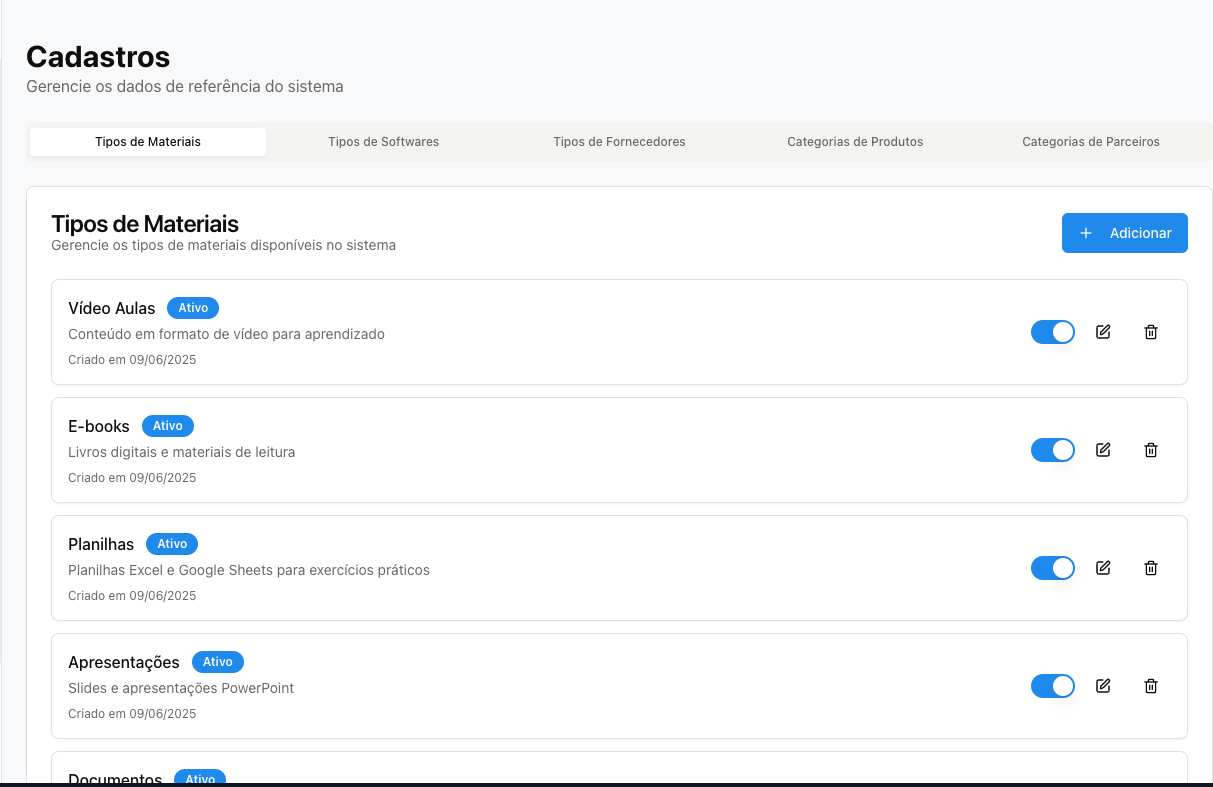 Cadastros
Gerencie os dados de referência do sistema
Tipos de Materiais
Tipos de Softwares
Tipos de Fornecedores
Categorias de Produtos
Categorias de Parceiros
Tipos de Materiais
Gerencie os tipos de materiais disponíveis no sistema
Adicionar
Vídeo Aulas Ativo
Conteúdo em formato de vídeo para aprendizado
Criado em 09/06/2025
E-books Ativo
Livros digitais e materiais de leitura
Criado em 09/06/2025
Planilhas Ativo
Planilhas Excel e Google Sheets para exercícios práticos
Criado em 09/06/2025
Apresentações Ativo
Slides e apresentações PowerPoint
Criado em 09/06/2025
Documentos Ativo